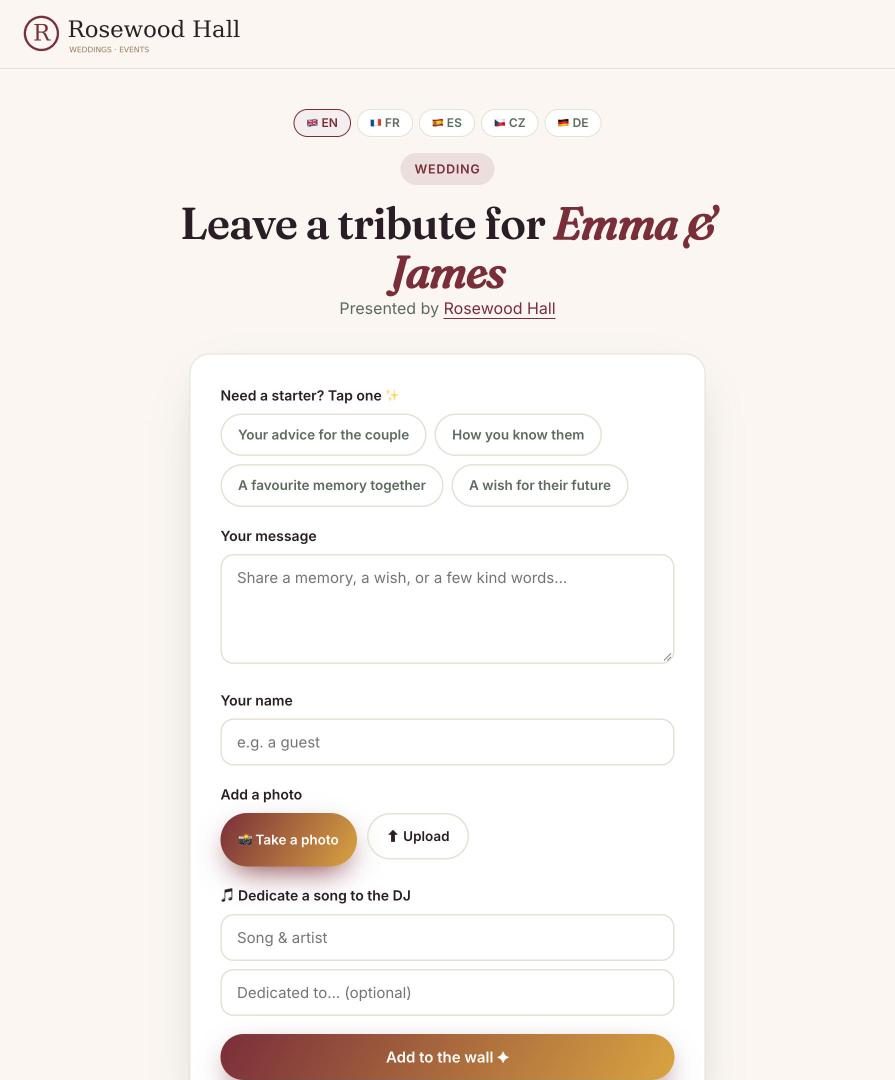 R Rosewood Hall
WEDDINGS · EVENTS
🇬🇧 EN 🇫🇷 FR 🇪🇸 ES 🇨🇿 CZ 🇩🇪 DE
WEDDING
Leave a tribute for Emma &
James
Presented by Rosewood Hall
Need a starter? Tap one ✨
Your advice for the couple How you know them
A favourite memory together A wish for their future
Your message
Share a memory, a wish, or a few kind words…
Your name
e.g. a guest
Add a photo
📸 Take a photo ⬆ Upload
🎵 Dedicate a song to the DJ
Song & artist
Dedicated to… (optional)
Add to the wall ✦